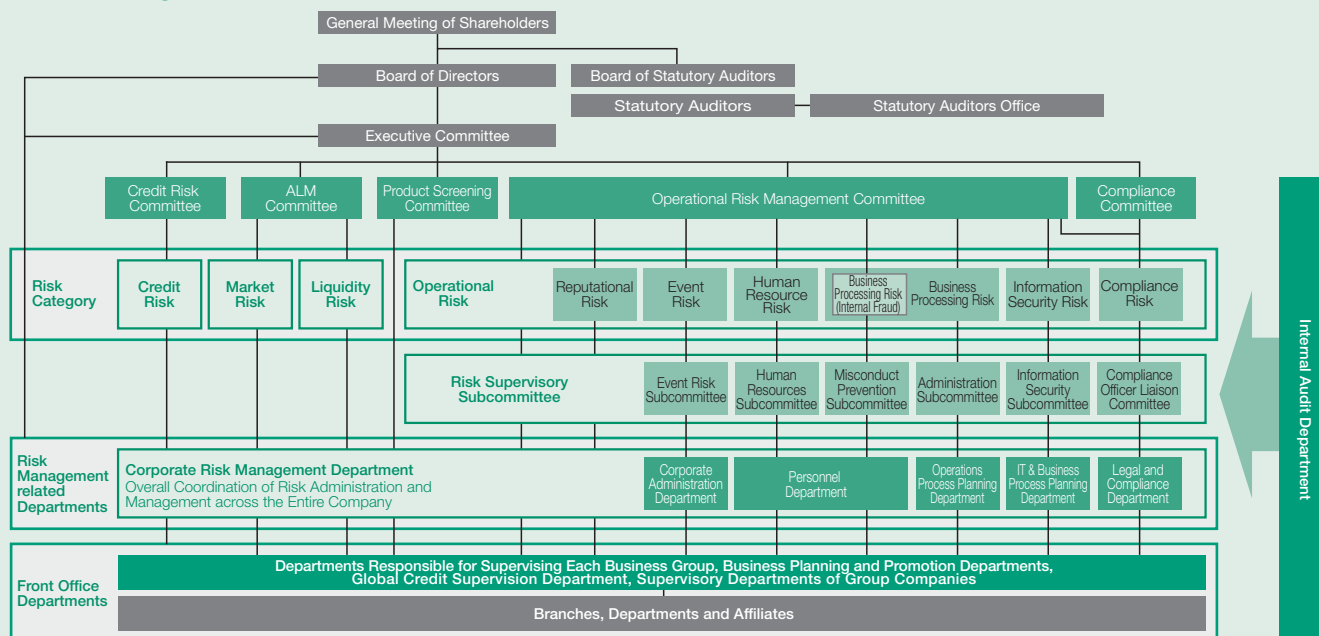 General Meeting of Shareholders
Board of Directors
Board of Statutory Auditors
Statutory Auditors
Statutory Auditors Office
Executive Committee
Credit Risk
Committee
ALM
Committee
Product Screening
Committee
Operational Risk Management Committee
Compliance
Committee
Risk
Category
Credit
Risk
Market
Risk
Liquidity
Risk
Operational
Risk
Reputational
Risk
Event
Risk
Human
Resource
Risk
Business
Processing Risk
(Internal Fraud)
Business
Processing Risk
Information
Security Risk
Compliance
Risk
Risk Supervisory
Subcommittee
Event Risk
Subcommittee
Human
Resources
Subcommittee
Misconduct
Prevention
Subcommittee
Administration
Subcommittee
Information
Security
Subcommittee
Compliance
Officer Liaison
Committee
Risk
Management
related
Departments
Corporate Risk Management Department
Overall Coordination of Risk Administration and
Management across the Entire Company
Corporate
Administration
Department
Personnel
Department
Operations
Process Planning
Department
IT & Business
Process Planning
Department
Legal and
Compliance
Department
Front Office
Departments
Departments Responsible for Supervising Each Business Group, Business Planning and Promotion Departments,
Global Credit Supervision Department, Supervisory Departments of Group Companies
Branches, Departments and Affiliates
Internal Audit Department